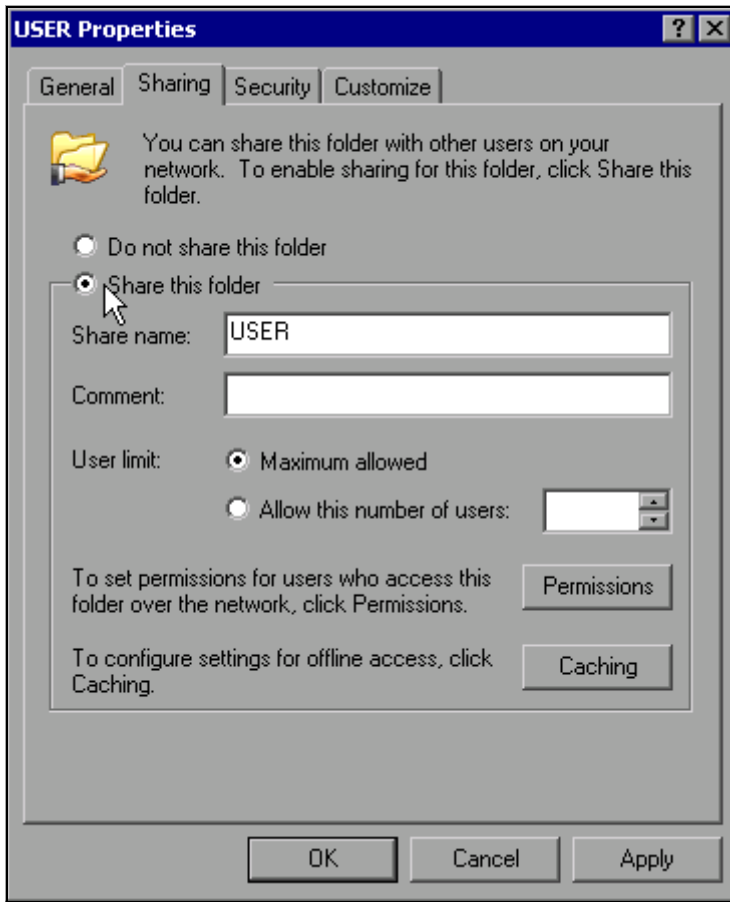 USER Properties
General Sharing Security Customize
You can share this folder with other users on your
network. To enable sharing for this folder, click Share this
folder.
Do not share this folder
Share this folder
Share name: USER
Comment:
User limit: Maximum allowed
Allow this number of users:
To set permissions for users who access this
folder over the network, click Permissions.
Permissions
To configure settings for offline access, click
Caching.
Caching
OK Cancel Apply